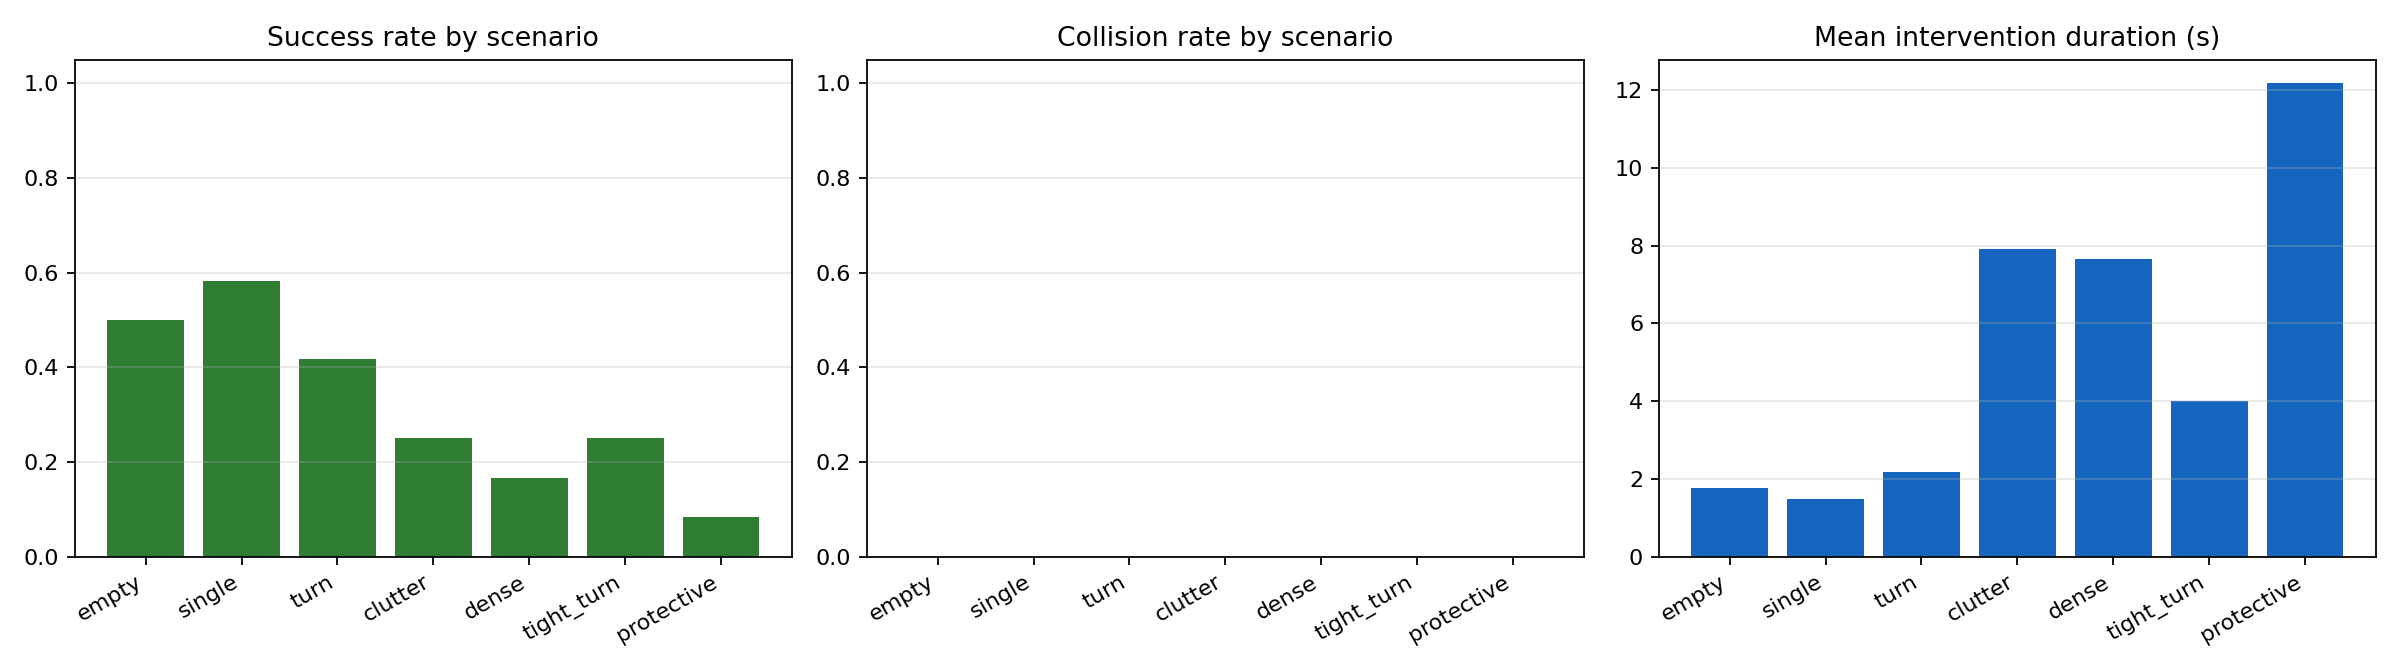 Success rate by scenario
1.0
0.8
0.6
0.4
0.2
0.0
empty
single
turn
clutter
dense
tight_turn
protective
Collision rate by scenario
1.0
0.8
0.6
0.4
0.2
0.0
empty
single
turn
clutter
dense
tight_turn
protective
Mean intervention duration (s)
12
10
8
6
4
2
0
empty
single
turn
clutter
dense
tight_turn
protective